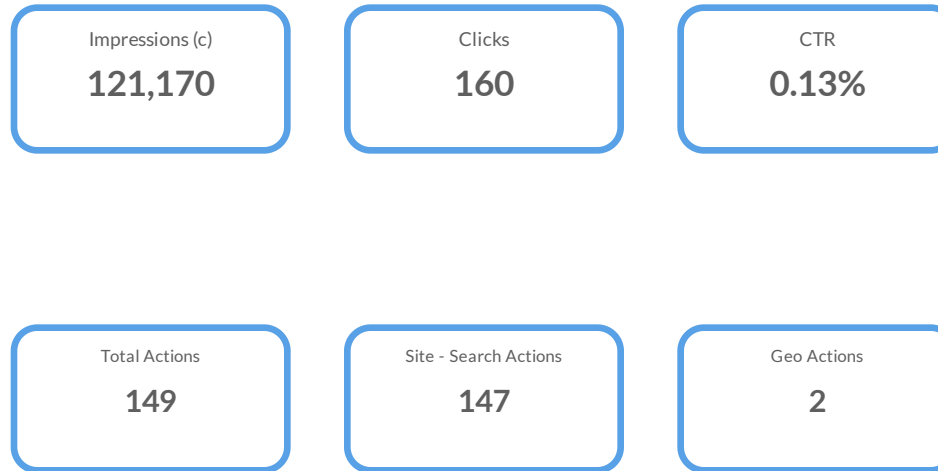 Impressions (c)
121,170
Clicks
160
CTR
0.13%
Total Actions
149
Site - Search Actions
147
Geo Actions
2